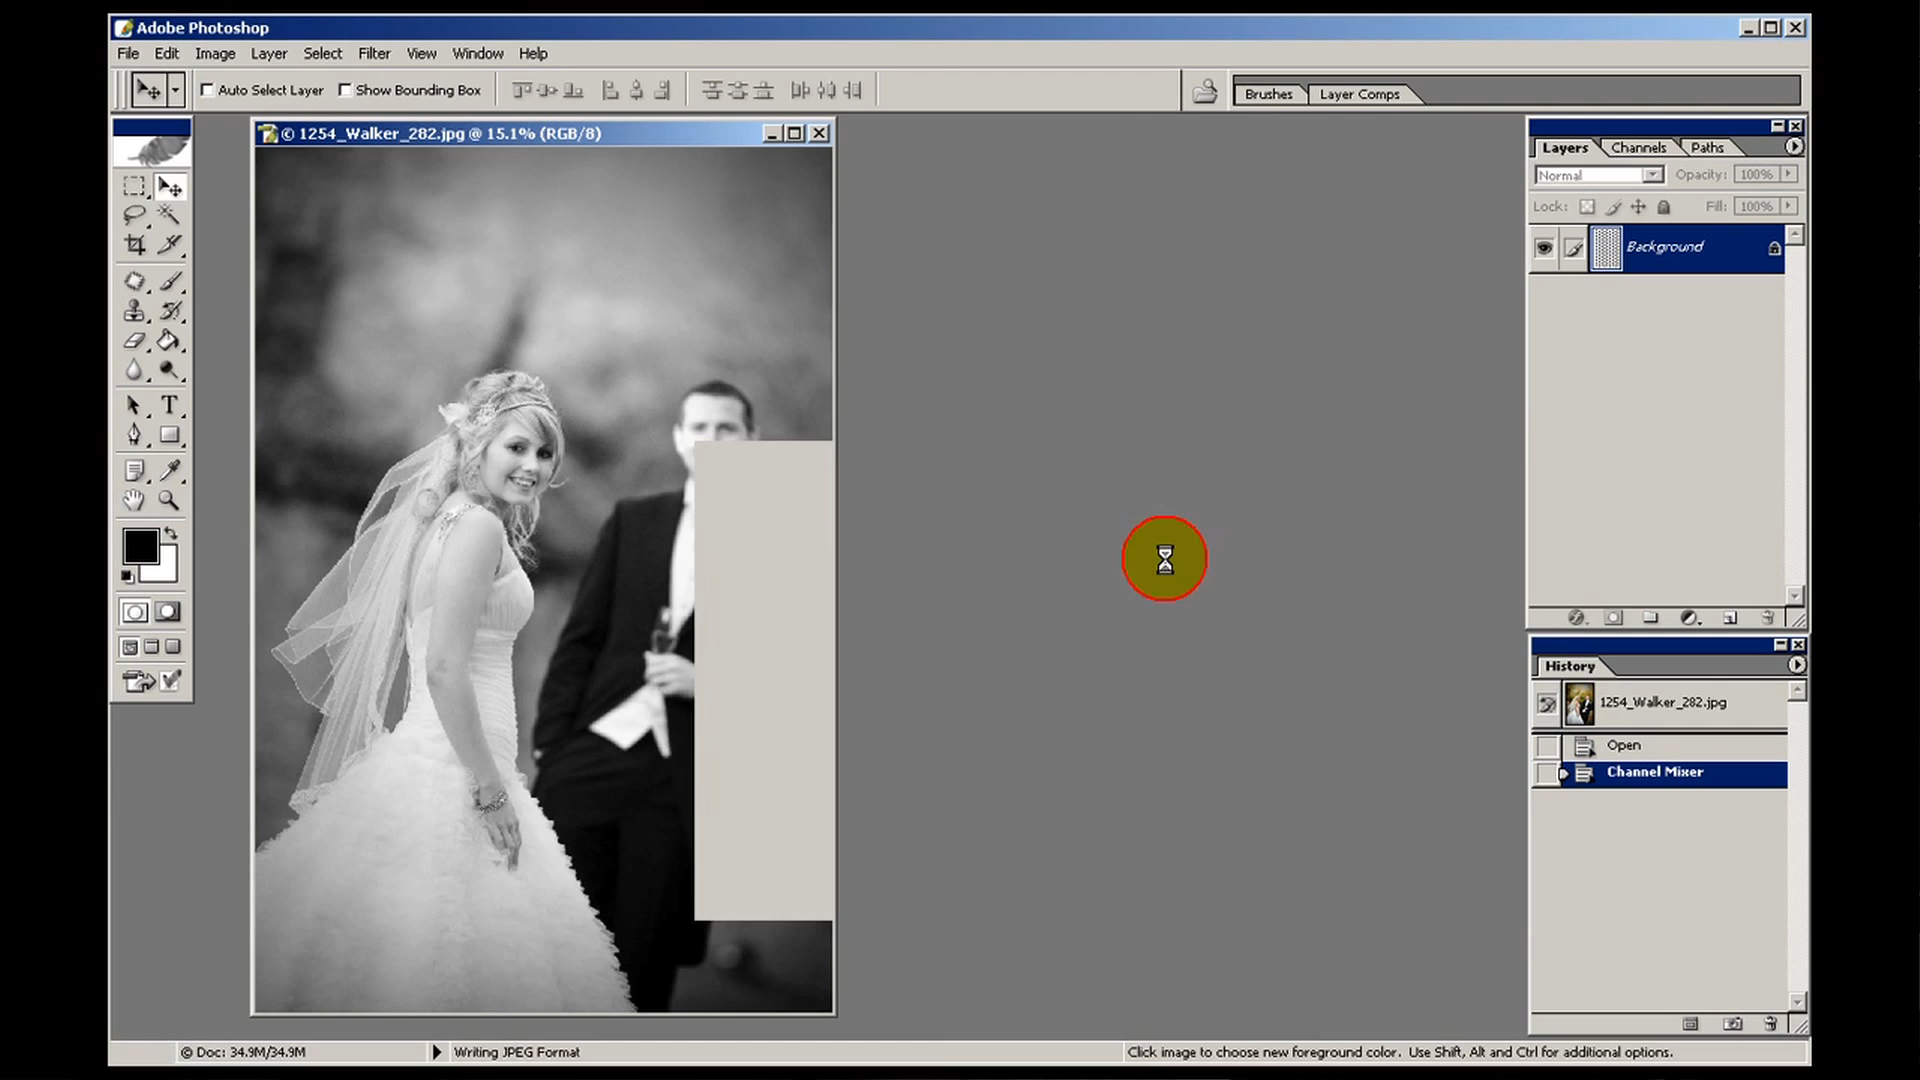 Adobe Photoshop
File Edit Image Layer Select Filter View Window Help
Auto Select Layer Show Bounding Box
Brushes Layer Comps
© 1254_Walker_282.jpg @ 15.1% (RGB/8)
Layers Channels Paths
Normal Opacity: 100%
Lock: Fill: 100%
Background
T
History
1254_Walker_282.jpg
Open
Channel Mixer
© Doc: 34.9M/34.9M Writing JPEG Format Click image to choose new foreground color. Use Shift, Alt and Ctrl for additional options.